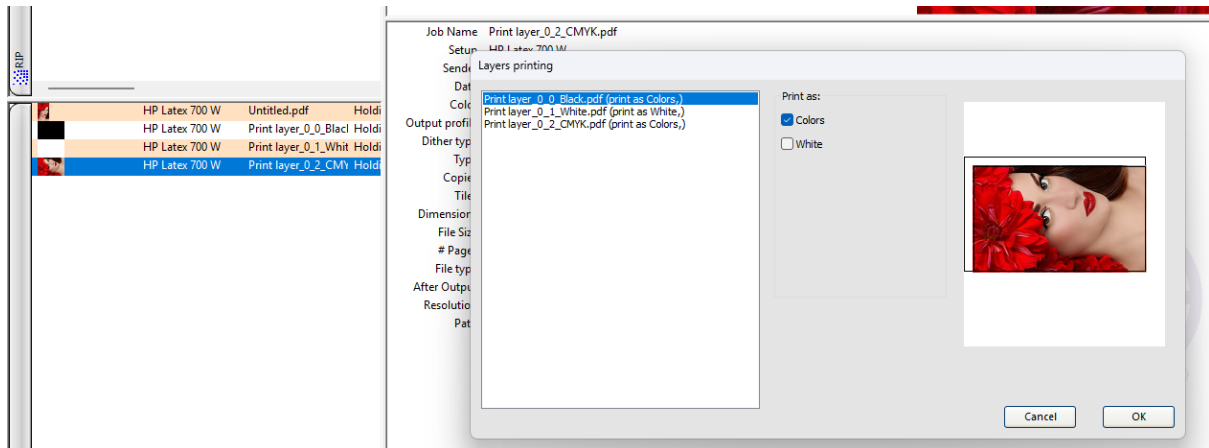 RIP
HP Latex 700 W Untitled.pdf Holdi
HP Latex 700 W Print layer_0_0_Blacl Holdi
HP Latex 700 W Print layer_0_1_Whit Holdi
HP Latex 700 W Print layer_0_2_CMY Holdi
Job Name Print layer_0_2_CMYK.pdf
Setup HP Latex 700 W
Sende
Dat
Colo
Output profil
Dither typ
Typ
Copie
Tile
Dimension
File Siz
# Page
File typ
After Outpu
Resolutio
Pat
Layers printing
Print layer_0_0_Black.pdf (print as Colors,)
Print layer_0_1_White.pdf (print as White,)
Print layer_0_2_CMYK.pdf (print as Colors,)
Print as:
Colors
White
Cancel OK